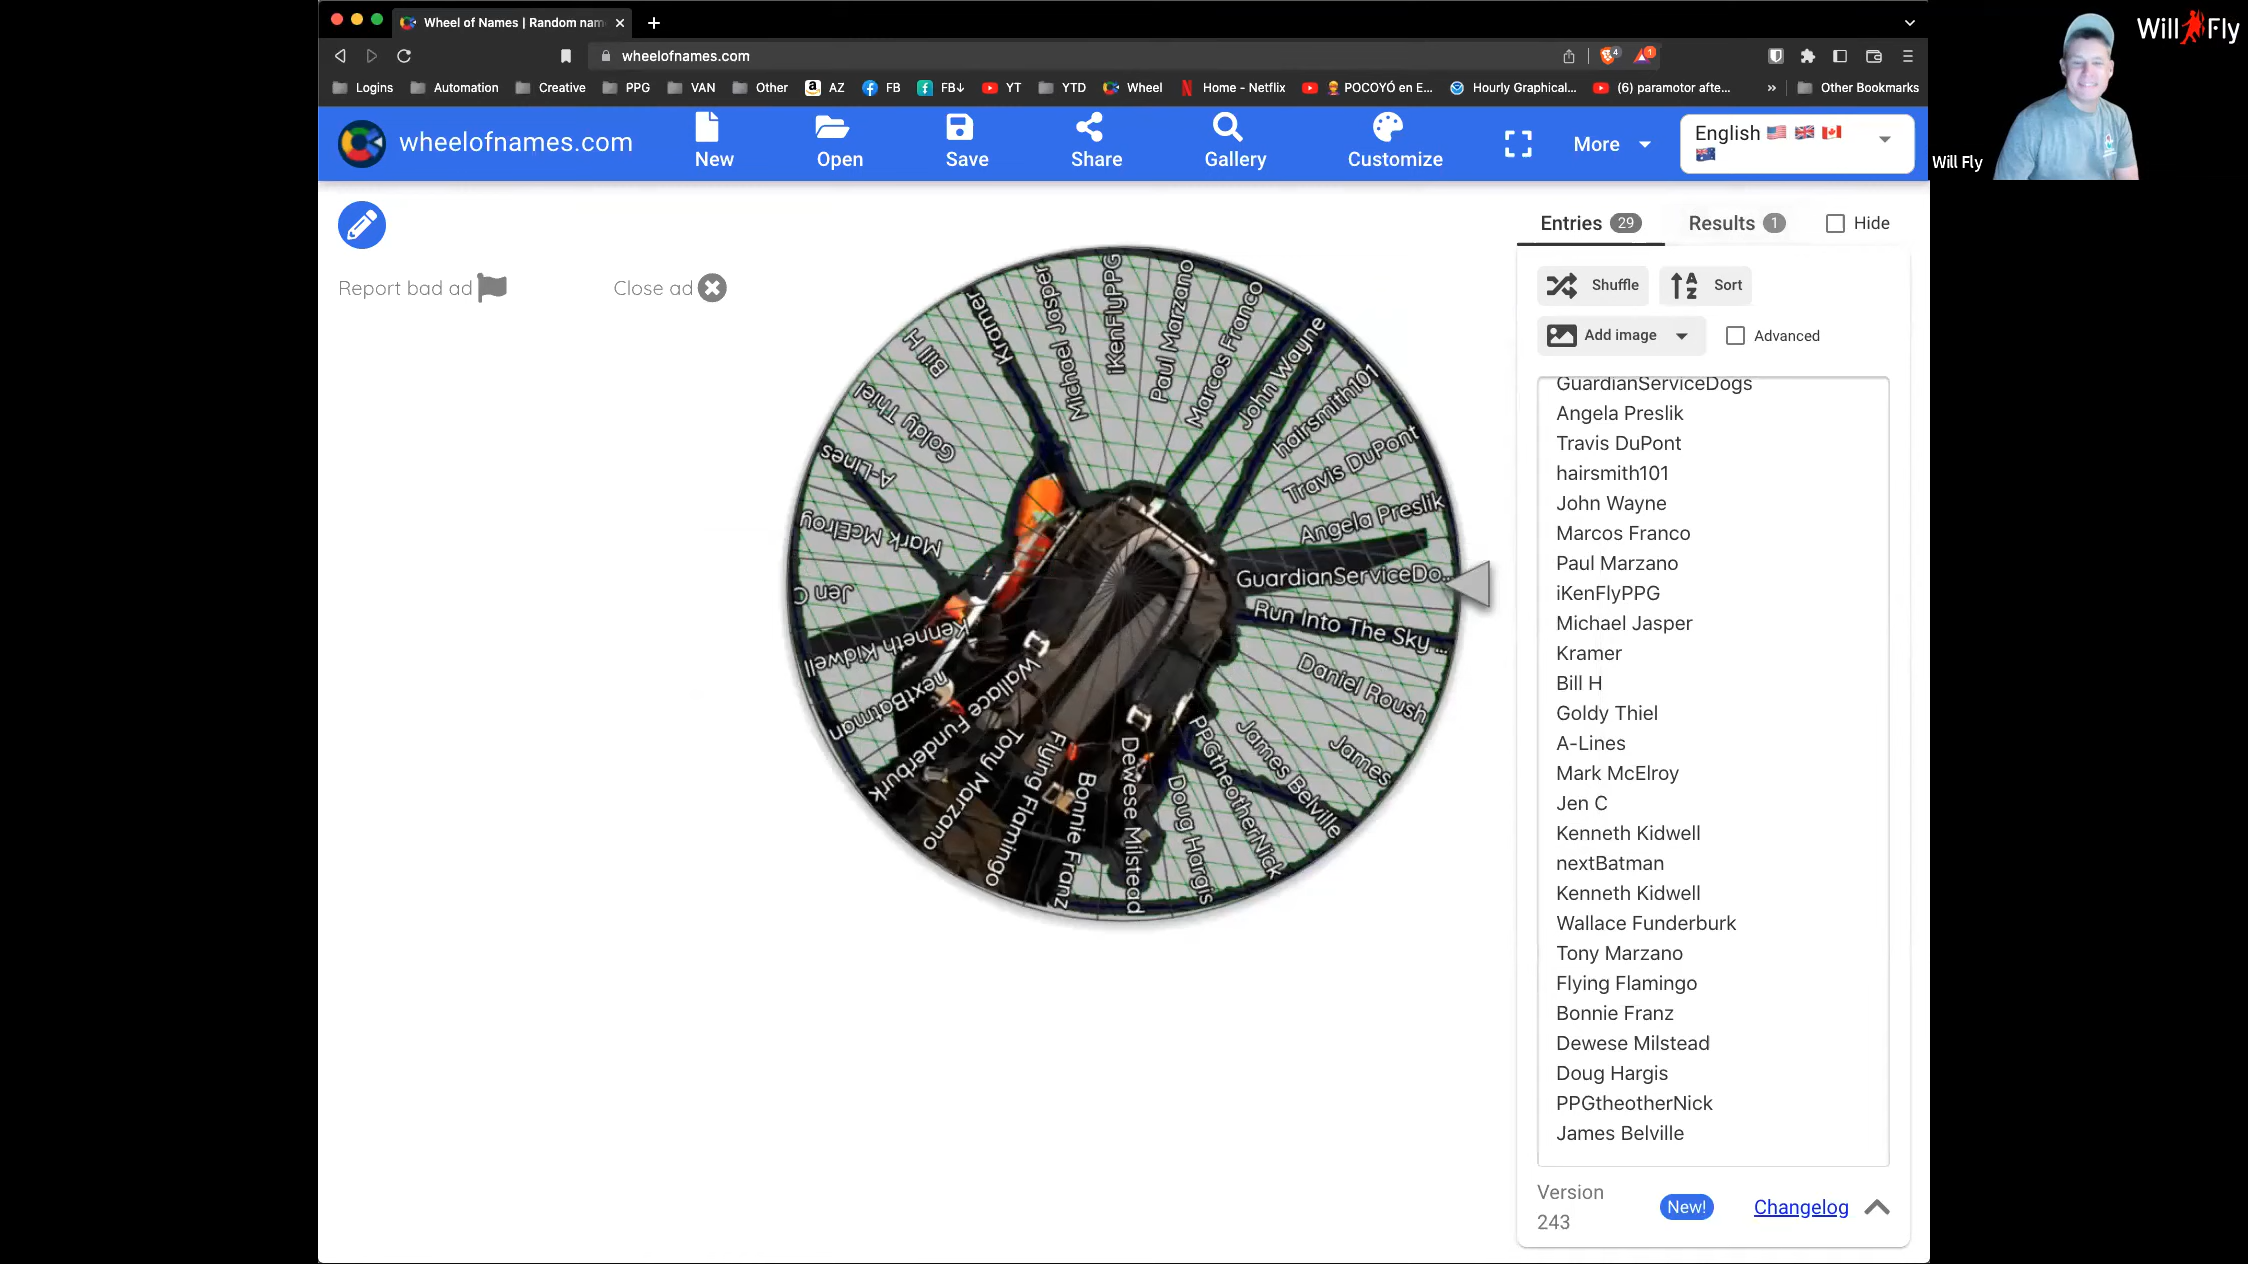 Wheel of Names | Random nam
wheelofnames.com
4
1
Logins
Automation
Creative
PPG
VAN
Other
AZ
FB
FB↓
YT
YTD
Wheel
Home - Netflix
POCOYÓ en E...
Hourly Graphical...
(6) paramotor afte...
»
Other Bookmarks
Will Fly
Will Fly
wheelofnames.com
New
Open
Save
Share
Gallery
Customize
More
English
Report bad ad
Close ad
Entries 29
Results 1
Hide
Shuffle
Sort
Add image
Advanced
GuardianServiceDogs
Angela Preslik
Travis DuPont
hairsmith101
John Wayne
Marcos Franco
Paul Marzano
iKenFlyPPG
Michael Jasper
Kramer
Bill H
Goldy Thiel
A-Lines
Mark McElroy
Jen C
Kenneth Kidwell
nextBatman
Kenneth Kidwell
Wallace Funderburk
Tony Marzano
Flying Flamingo
Bonnie Franz
Dewese Milstead
Doug Hargis
PPGtheotherNick
James Belville
Version
243
New!
Changelog
GuardianServiceDo...
Angela Preslik
Travis DuPont
hairsmith101
John Wayne
Marcos Franco
Paul Marzano
iKenFlyPPG
Michael Jasper
Kramer
Bill H
Goldy Thiel
A-Lines
Mark McElroy
Jen C
Kenneth Kidwell
nextBatman
Wallace Funderburk
Tony Marzano
Flying Flamingo
Bonnie Franz
Dewese Milstead
Doug Hargis
PPGtheotherNick
James Belville
James
Daniel Roush
Run Into The Sky ...